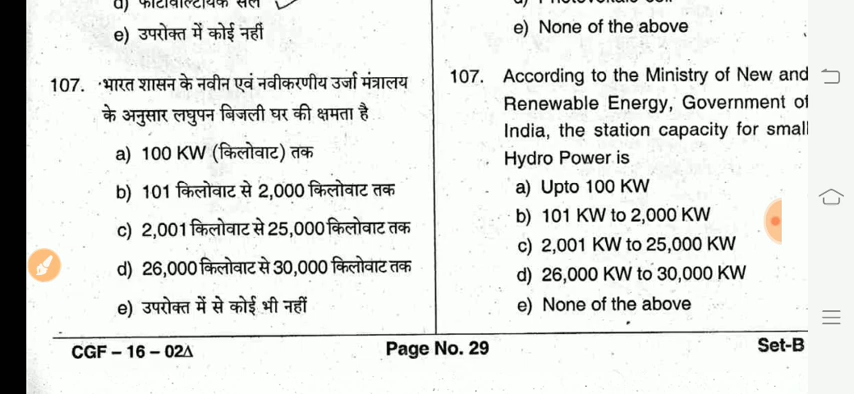 d) फोटोवोल्टायिक सेल
e) उपरोक्त में कोई नहीं
107. भारत शासन के नवीन एवं नवीकरणीय उर्जा मंत्रालय
के अनुसार लघुपन बिजली घर की क्षमता है
a) 100 KW (किलोवाट) तक
b) 101 किलोवाट से 2,000 किलोवाट तक
c) 2,001 किलोवाट से 25,000 किलोवाट तक
d) 26,000 किलोवाट से 30,000 किलोवाट तक
e) उपरोक्त में से कोई भी नहीं
e) None of the above
107. According to the Ministry of New and
Renewable Energy, Government of
India, the station capacity for small
Hydro Power is
a) Upto 100 KW
b) 101 KW to 2,000 KW
c) 2,001 KW to 25,000 KW
d) 26,000 KW to 30,000 KW
e) None of the above
CGF – 16 – 02Δ Page No. 29 Set-B